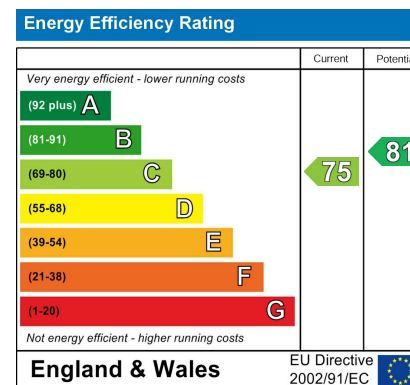 Energy Efficiency Rating
Current
Very energy efficient - lower running costs
(92 plus) A
(81-91) B
(69-80) C
(55-68) D
(39-54) E
(21-38) F
(1-20) G
75
81
Not energy efficient - higher running costs
England & Wales
EU Directive
2002/91/EC